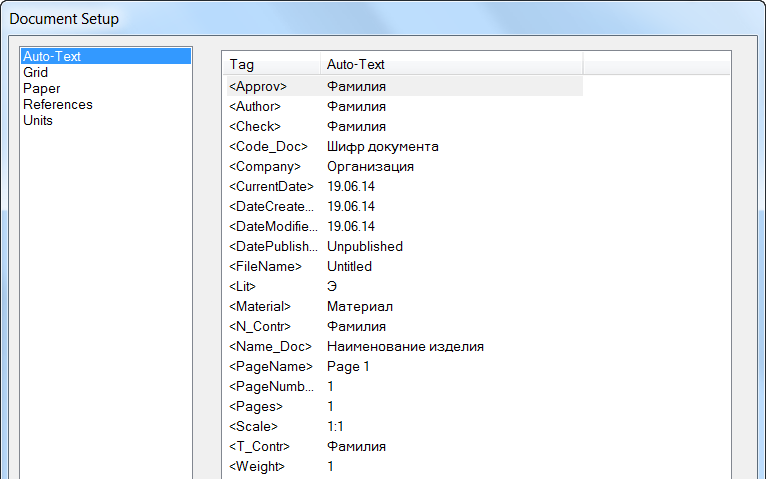 Document Setup
Auto-Text
Grid
Paper
References
Units
Tag Auto-Text
<Approv> Фамилия
<Author> Фамилия
<Check> Фамилия
<Code_Doc> Шифр документа
<Company> Организация
<CurrentDate> 19.06.14
<DateCreate... 19.06.14
<DateModifie... 19.06.14
<DatePublish... Unpublished
<FileName> Untitled
<Lit> Э
<Material> Материал
<N_Contr> Фамилия
<Name_Doc> Наименование изделия
<PageName> Page 1
<PageNumb... 1
<Pages> 1
<Scale> 1:1
<T_Contr> Фамилия
<Weight> 1